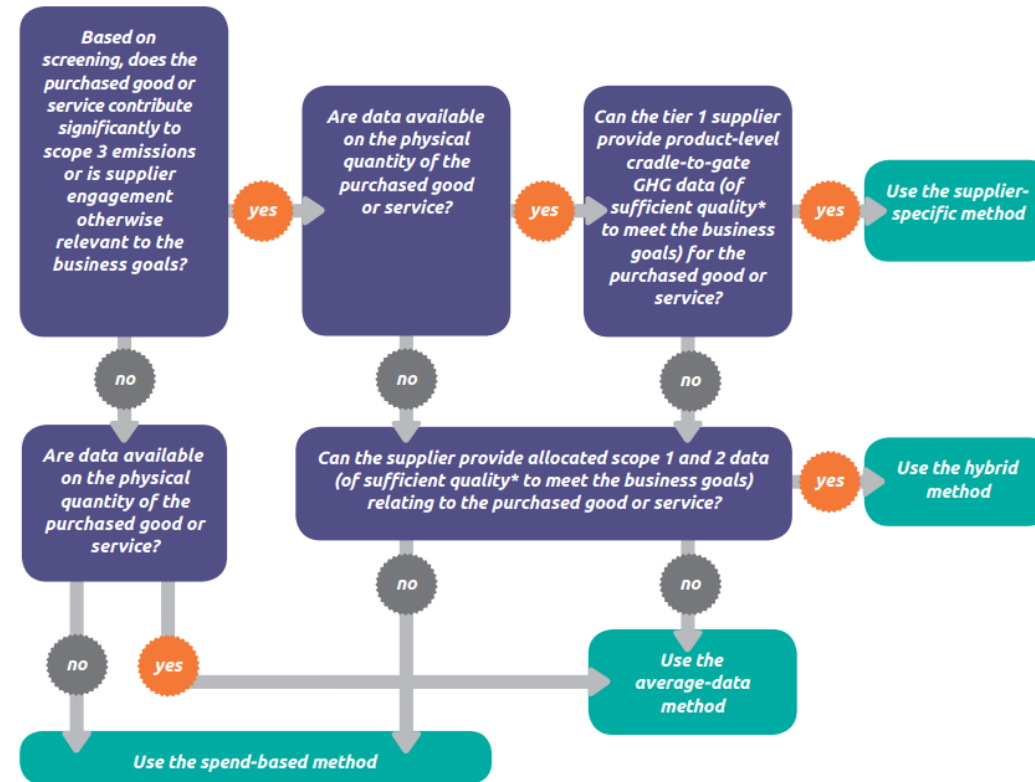 Based on
screening, does the
purchased good or
service contribute
significantly to
scope 3 emissions
or is supplier
engagement
otherwise
relevant to the
business goals?
yes
Are data available
on the physical
quantity of the
purchased good
or service?
yes
Can the tier 1 supplier
provide product-level
cradle-to-gate
GHG data (of
sufficient quality*
to meet the business
goals) for the
purchased good or
service?
yes
Use the supplier-
specific method
no
no
no
Are data available
on the physical
quantity of the
purchased good or
service?
Can the supplier provide allocated scope 1 and 2 data
(of sufficient quality* to meet the business goals)
relating to the purchased good or service?
yes
Use the hybrid
method
no
yes
no
no
Use the
average-data
method
Use the spend-based method